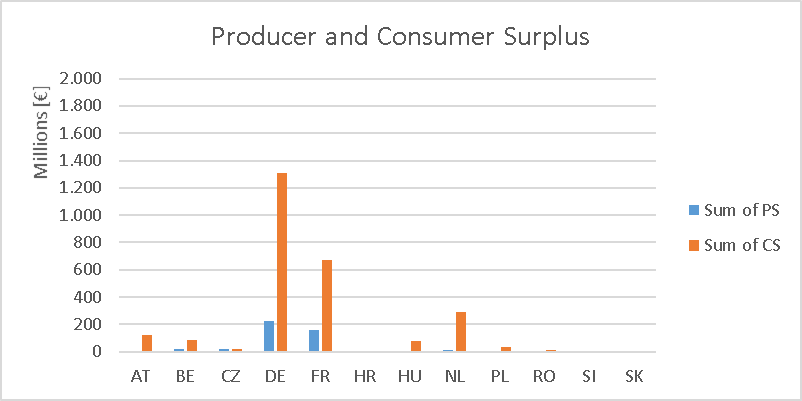 Producer and Consumer Surplus
Millions [€]
2.000
1.800
1.600
1.400
1.200
1.000
800
600
400
200
0
AT BE CZ DE FR HR HU NL PL RO SI SK
Sum of PS
Sum of CS